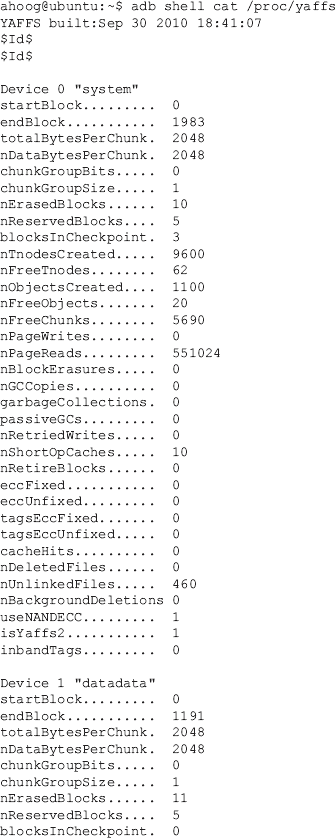 ahoog@ubuntu:~$ adb shell cat /proc/yaffs
YAFFS built:Sep 30 2010 18:41:07
$Id$
$Id$

Device 0 "system"
startBlock......... 0
endBlock........... 1983
totalBytesPerChunk. 2048
nDataBytesPerChunk. 2048
chunkGroupBits..... 0
chunkGroupSize..... 1
nErasedBlocks...... 10
nReservedBlocks.... 5
blocksInCheckpoint. 3
nTnodesCreated..... 9600
nFreeTnodes........ 62
nObjectsCreated.... 1100
nFreeObjects....... 20
nFreeChunks........ 5690
nPageWrites........ 0
nPageReads......... 551024
nBlockErasures..... 0
nGCCopies.......... 0
garbageCollections. 0
passiveGCs......... 0
nRetriedWrites..... 0
nShortOpCaches..... 10
nRetireBlocks...... 0
eccFixed........... 0
eccUnfixed......... 0
tagsEccFixed....... 0
tagsEccUnfixed..... 0
cacheHits.......... 0
nDeletedFiles...... 0
nUnlinkedFiles..... 460
nBackgroundDeletions 0
useNANDECC......... 1
isYaffs2........... 1
inbandTags......... 0

Device 1 "datadata"
startBlock......... 0
endBlock........... 1191
totalBytesPerChunk. 2048
nDataBytesPerChunk. 2048
chunkGroupBits..... 0
chunkGroupSize..... 1
nErasedBlocks...... 11
nReservedBlocks.... 5
blocksInCheckpoint. 0